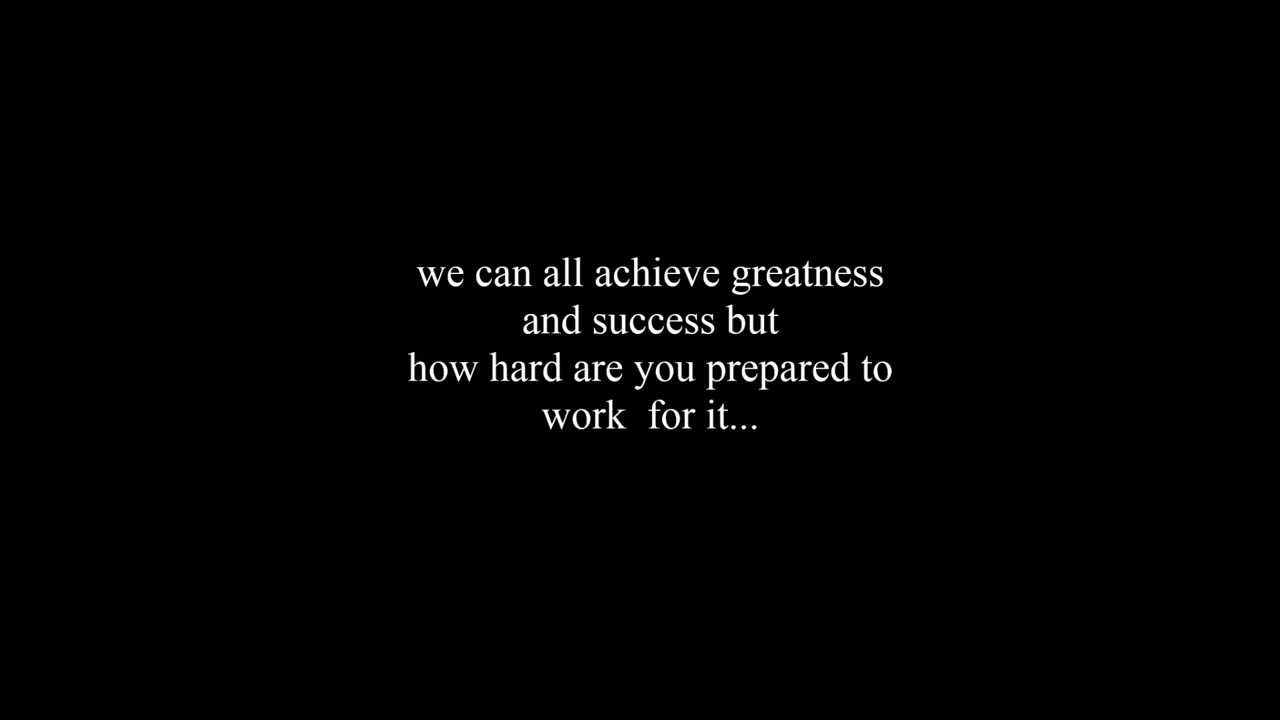 we can all achieve greatness
and success but
how hard are you prepared to
work  for it...